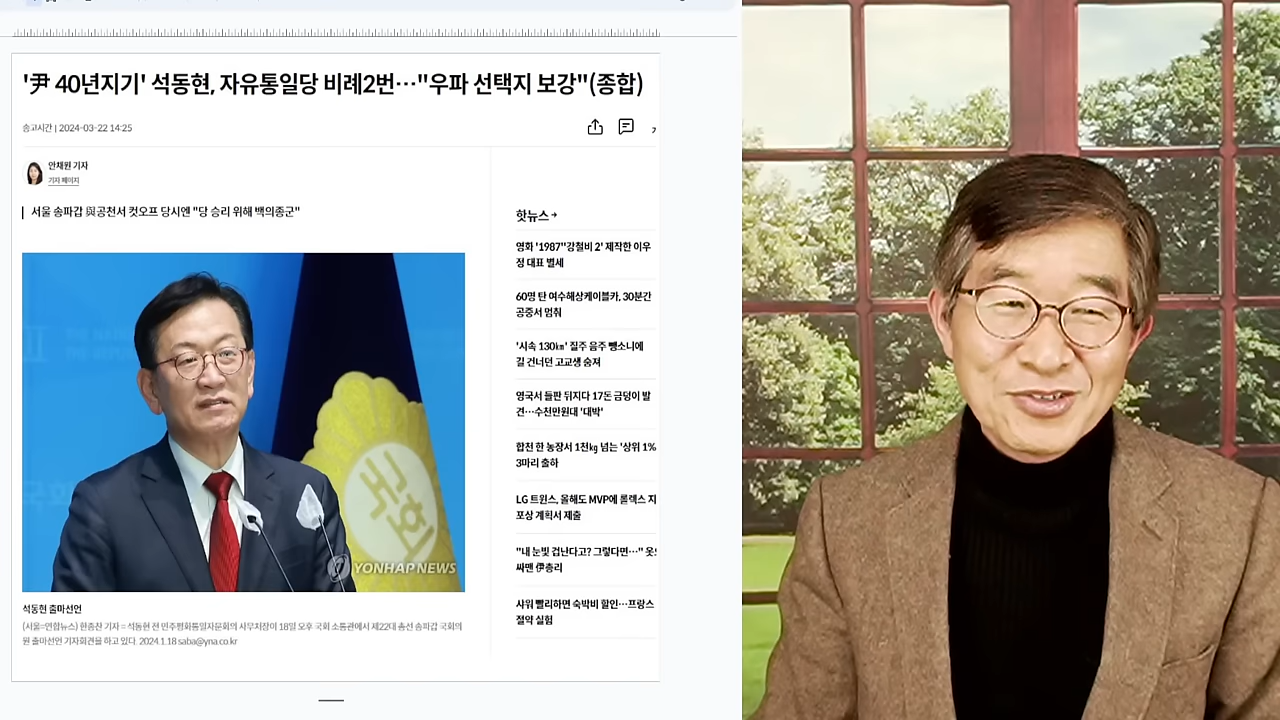 '尹 40년지기' 석동현, 자유통일당 비례2번…"우파 선택지 보강"(종합)
송고시간 | 2024-03-22 14:25
안채원 기자
기자 페이지
서울 송파갑 與공천서 컷오프 당시엔 "당 승리 위해 백의종군"
국회
YONHAP NEWS
석동현 출마선언
(서울=연합뉴스) 한종찬 기자 = 석동현 전 민주평화통일자문회의 사무처장이 18일 오후 국회 소통관에서 제22대 총선 송파갑 국회의
원 출마선언 기자회견을 하고 있다. 2024.1.18 saba@yna.co.kr
핫뉴스
영화 '1987''강철비 2' 제작한 이우
정 대표 별세
60명 탄 여수해상케이블카, 30분간
공중서 멈춰
'시속 130㎞' 질주 음주 뺑소니에
길 건너던 고교생 숨져
영국서 들판 뒤지다 17돈 금덩이 발
견…수천만원대 '대박'
합천 한 농장서 1천㎏ 넘는 '상위 1%
3마리 출하
LG 트윈스, 올해도 MVP에 롤렉스 지
포상 계획서 제출
"내 눈빛 겁난다고? 그렇다면…"
싸맨 伊총리
샤워 빨리하면 숙박비 할인…프랑스
절약 실험